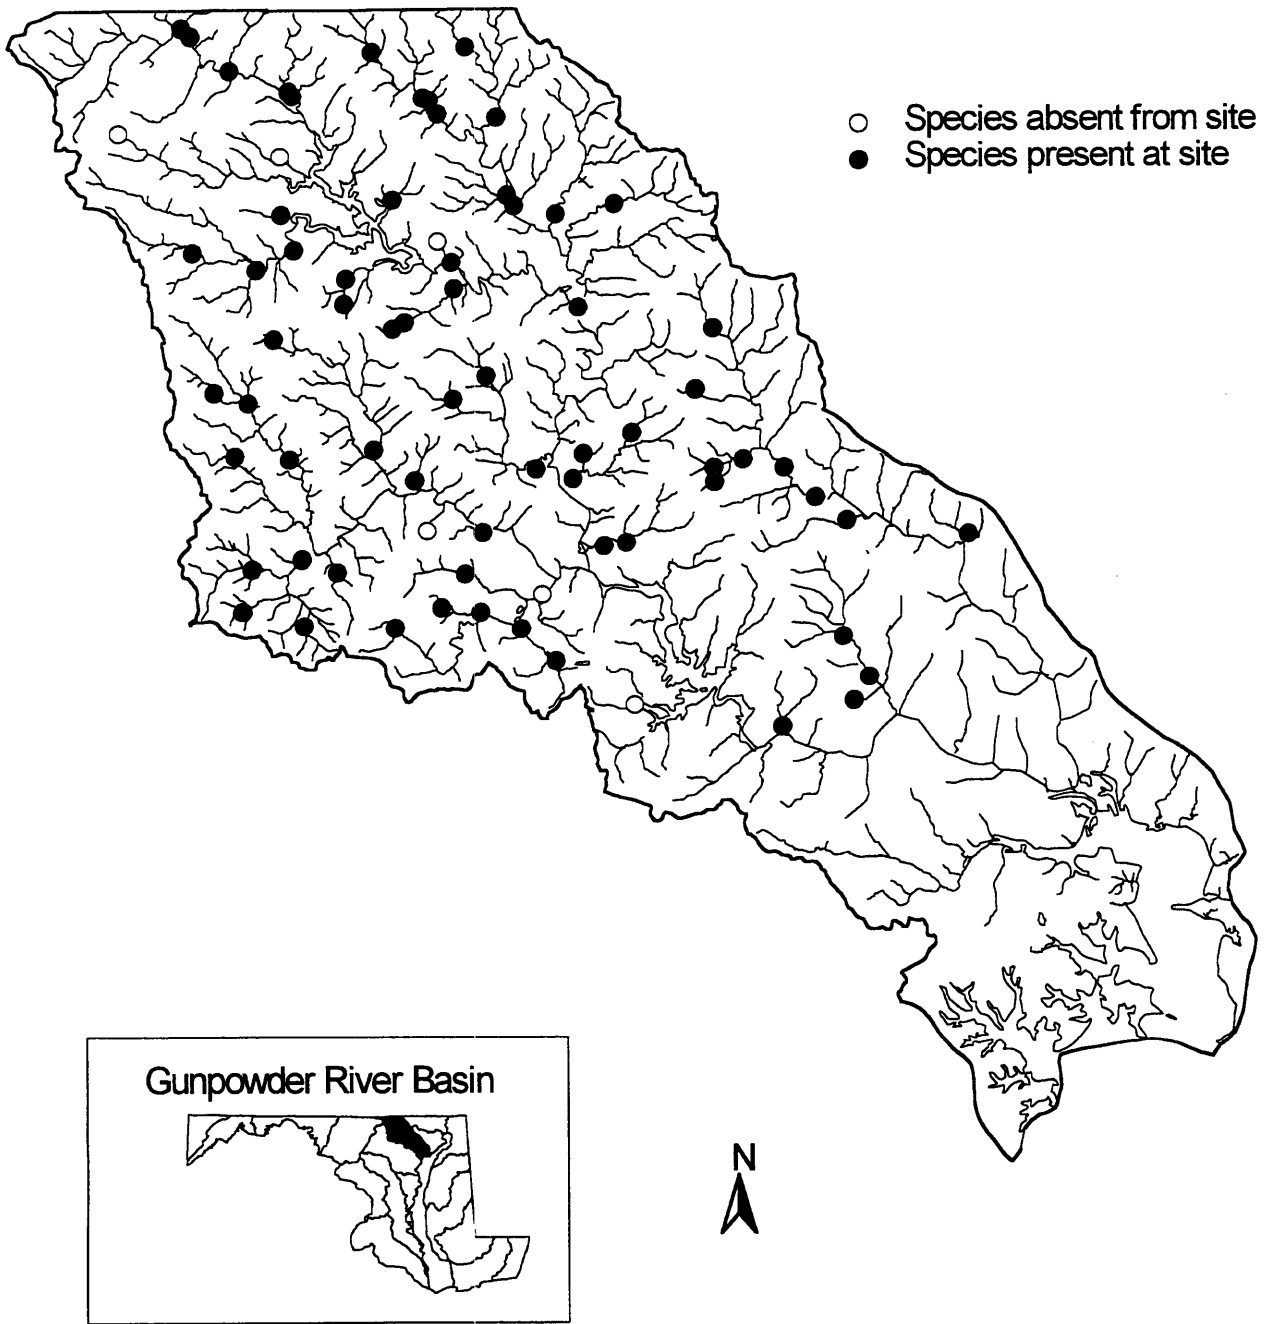 Species absent from site
Species present at site
Gunpowder River Basin
N